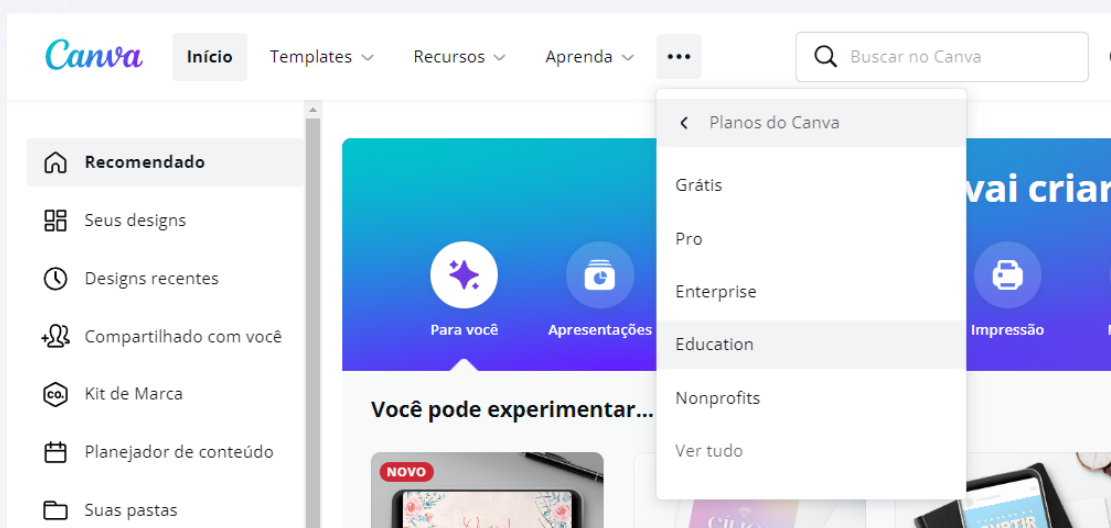 Canva
Início
Templates
Recursos
Aprenda
Buscar no Canva
Planos do Canva
Grátis
Pro
Enterprise
Education
Nonprofits
Ver tudo
Recomendado
Seus designs
Designs recentes
Compartilhado com você
co.
Kit de Marca
Planejador de conteúdo
Suas pastas
vai criar
Para você
Apresentações
Impressão
Você pode experimentar...
NOVO